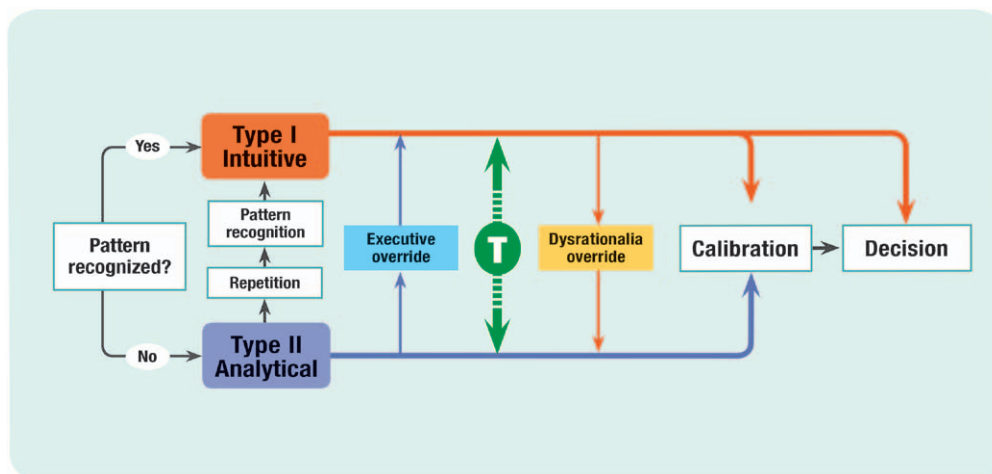 Yes
Type I
Intuitive
Pattern
recognized?
Pattern
recognition
Repetition
No
Type II
Analytical
Executive
override
T
Dysrationalia
override
Calibration
Decision